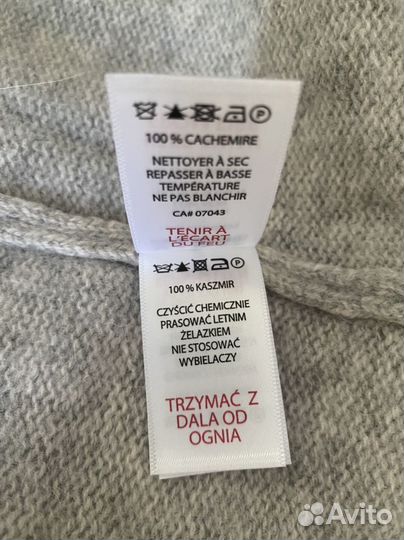 100 % CACHEMIRE
NETTOYER À SEC
REPASSER À BASSE
TEMPÉRATURE
NE PAS BLANCHIR
CA# 07043
TENIR À
L'ÉCART
DU FEU
100 % KASZMIR
CZYŚCIĆ CHEMICZNIE
PRASOWAĆ LETNIM
ŻELAZKIEM
NIE STOSOWAĆ
WYBIELACZY
TRZYMAĆ Z
DALA OD
OGNIA
Avito